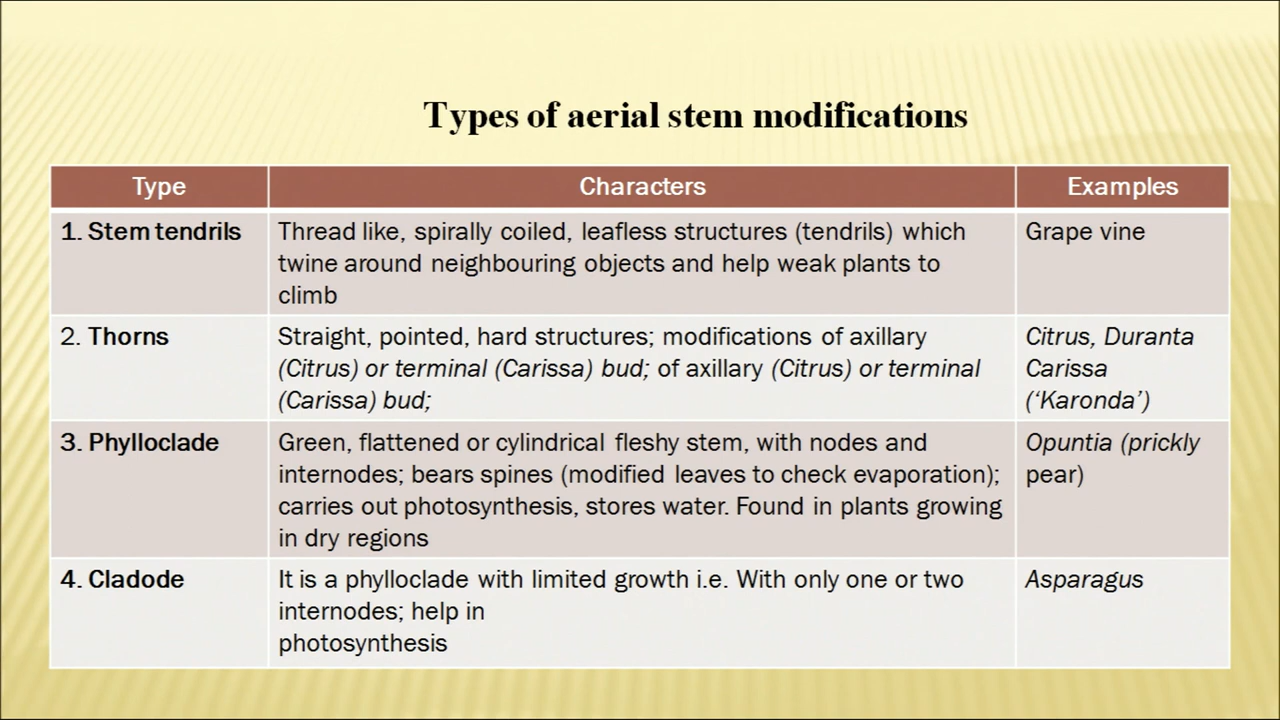 Types of aerial stem modifications
Type Characters Examples
1. Stem tendrils
Thread like, spirally coiled, leafless structures (tendrils) which
twine around neighbouring objects and help weak plants to
climb
Grape vine
2. Thorns
Straight, pointed, hard structures; modifications of axillary
(Citrus) or terminal (Carissa) bud; of axillary (Citrus) or terminal
(Carissa) bud;
Citrus, Duranta
Carissa
(‘Karonda’)
3. Phylloclade
Green, flattened or cylindrical fleshy stem, with nodes and
internodes; bears spines (modified leaves to check evaporation);
carries out photosynthesis, stores water. Found in plants growing
in dry regions
Opuntia (prickly
pear)
4. Cladode
It is a phylloclade with limited growth i.e. With only one or two
internodes; help in
photosynthesis
Asparagus